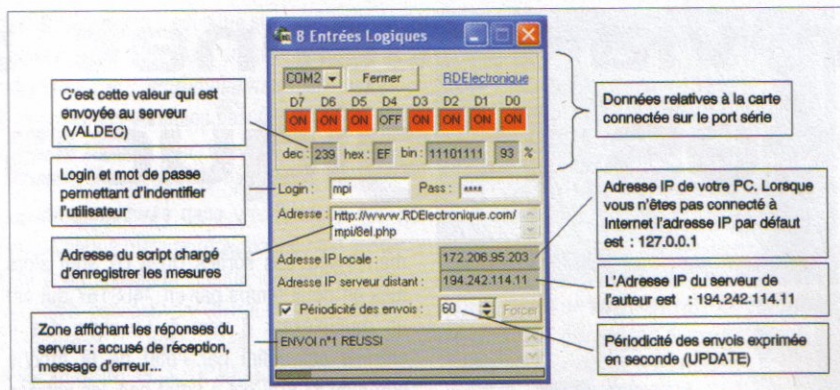 8 Entrées Logiques
COM2 Fermer RDElectronique
D7 D6 D5 D4 D3 D2 D1 D0
ON ON ON OFF ON ON ON ON
dec : 239 hex : EF bin : 11101111 93 %
Login : mpi Pass : ****
Adresse : http://www.RDElectronique.com/
mpi/8el.php
Adresse IP locale : 172.206.95.203
Adresse IP serveur distant : 194.242.114.11
Périodicité des envois : 60 Forcer
ENVOI n°1 REUSSI
C'est cette valeur qui est
envoyée au serveur
(VALDEC)
Login et mot de passe
permettant d'indentifier
l'utilisateur
Adresse du script chargé
d'enregistrer les mesures
Zone affichant les réponses du
serveur : accusé de réception,
message d'erreur...
Données relatives à la carte
connectée sur le port série
Adresse IP de votre PC. Lorsque
vous n'êtes pas connecté à
Internet l'adresse IP par défaut
est : 127.0.0.1
L'Adresse IP du serveur de
l'auteur est : 194.242.114.11
Périodicité des envois exprimée
en seconde (UPDATE)